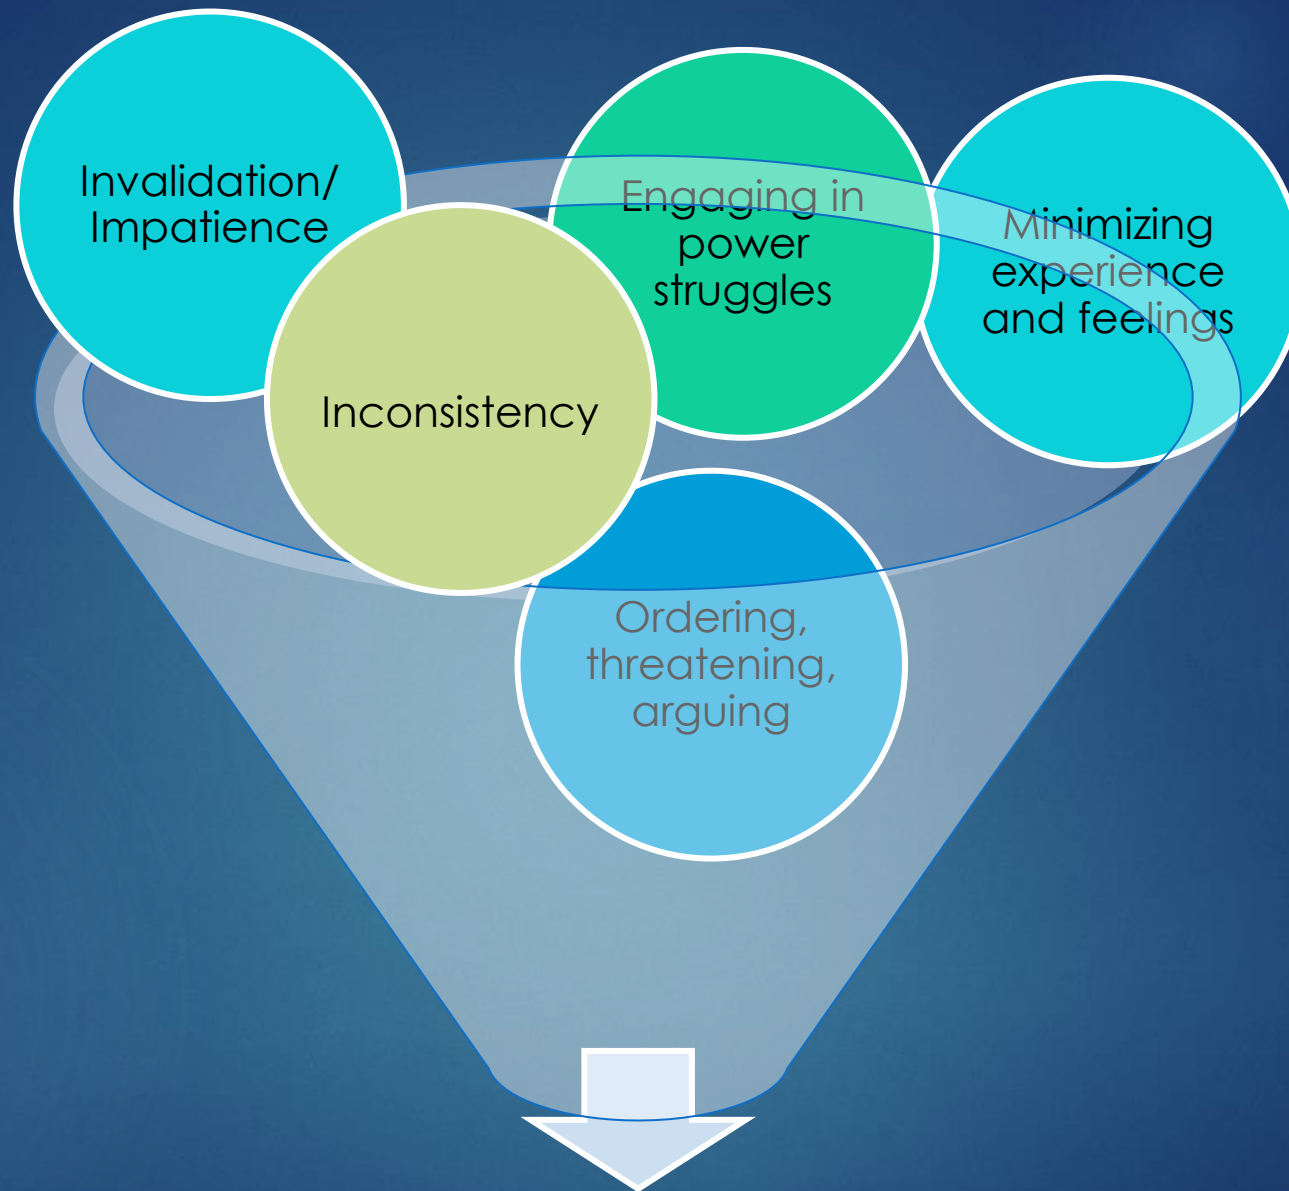 Invalidation/
Impatience
Engaging in
power
struggles
Minimizing
experience
and feelings
Inconsistency
Ordering,
threatening,
arguing